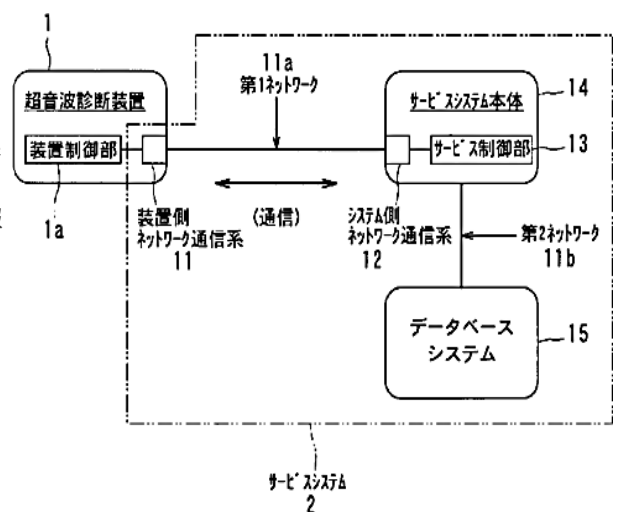 1
超音波診断装置
装置制御部
1a
11a
第1ネットワーク
サービスシステム本体
14
サービス制御部
13
装置側
ネットワーク通信系
11
(通信)
システム側
ネットワーク通信系
12
第2ネットワーク
11b
データベース
システム
15
サービスシステム
2